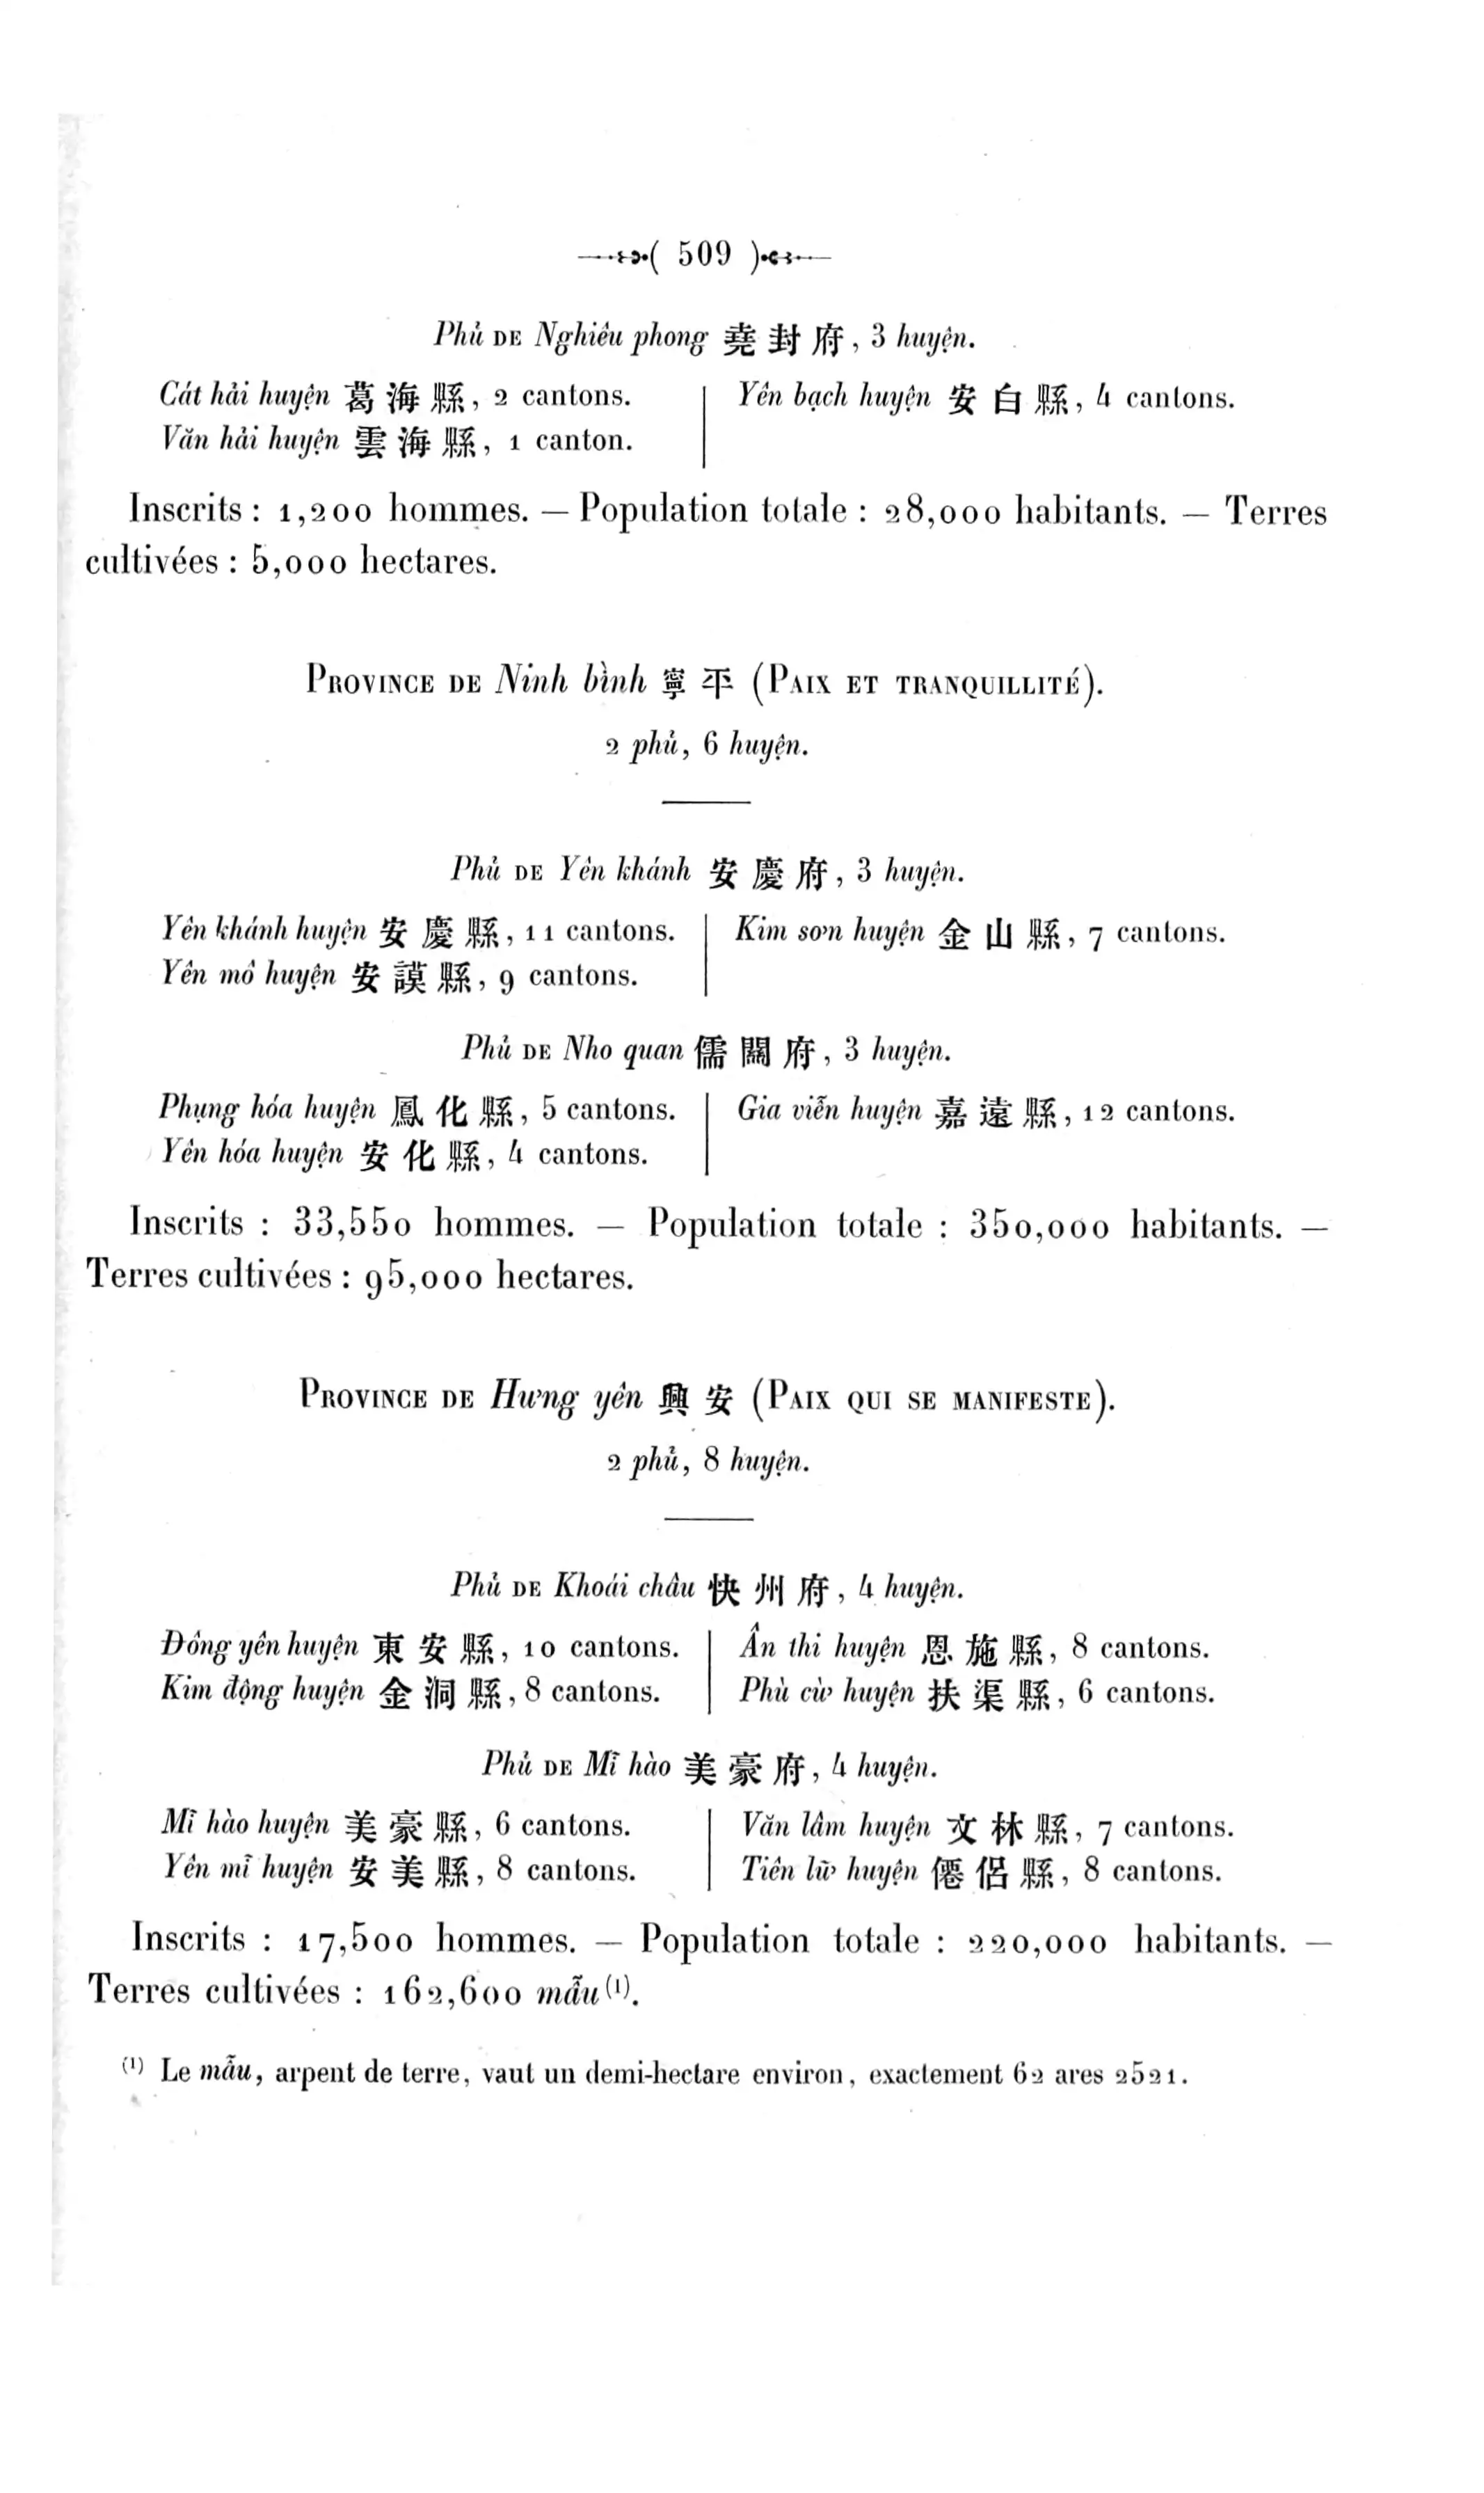 ( 509 )
Phủ DE Nghiêu phong 堯封府, 3 huyện.
Cát hải huyện 葛海縣, 2 cantons.
Văn hải huyện 雲海縣, 1 canton.
Yên bạch huyện 安白縣, 4 cantons.
Inscrits : 1,200 hommes. — Population totale : 28,000 habitants. — Terres
cultivées : 5,000 hectares.
PROVINCE DE Ninh bình 寧平 (PAIX ET TRANQUILLITÉ).
2 phủ, 6 huyện.
Phủ DE Yên khánh 安慶府, 3 huyện.
Yên khánh huyện 安慶縣, 11 cantons.
Yên mô huyện 安謨縣, 9 cantons.
Kim sơn huyện 金山縣, 7 cantons.
Phủ DE Nho quan 儒關府, 3 huyện.
Phụng hóa huyện 鳳化縣, 5 cantons.
Yên hóa huyện 安化縣, 4 cantons.
Gia viễn huyện 嘉遠縣, 12 cantons.
Inscrits : 33,550 hommes. — Population totale : 350,000 habitants. —
Terres cultivées : 95,000 hectares.
PROVINCE DE Hưng yên 興安 (PAIX QUI SE MANIFESTE).
2 phủ, 8 huyện.
Phủ DE Khoái châu 快州府, 4 huyện.
Đông yên huyện 東安縣, 10 cantons.
Kim động huyện 金洞縣, 8 cantons.
Ân thi huyện 恩施縣, 8 cantons.
Phù cừ huyện 扶渠縣, 6 cantons.
Phủ DE Mĩ hào 美豪府, 4 huyện.
Mĩ hào huyện 美豪縣, 6 cantons.
Yên mĩ huyện 安美縣, 8 cantons.
Văn lâm huyện 文林縣, 7 cantons.
Tiên lữ huyện 僊侶縣, 8 cantons.
Inscrits : 17,500 hommes. — Population totale : 220,000 habitants. —
Terres cultivées : 162,600 mẫu (1).
(1) Le mẫu, arpent de terre, vaut un demi-hectare environ, exactement 62 ares 2521.